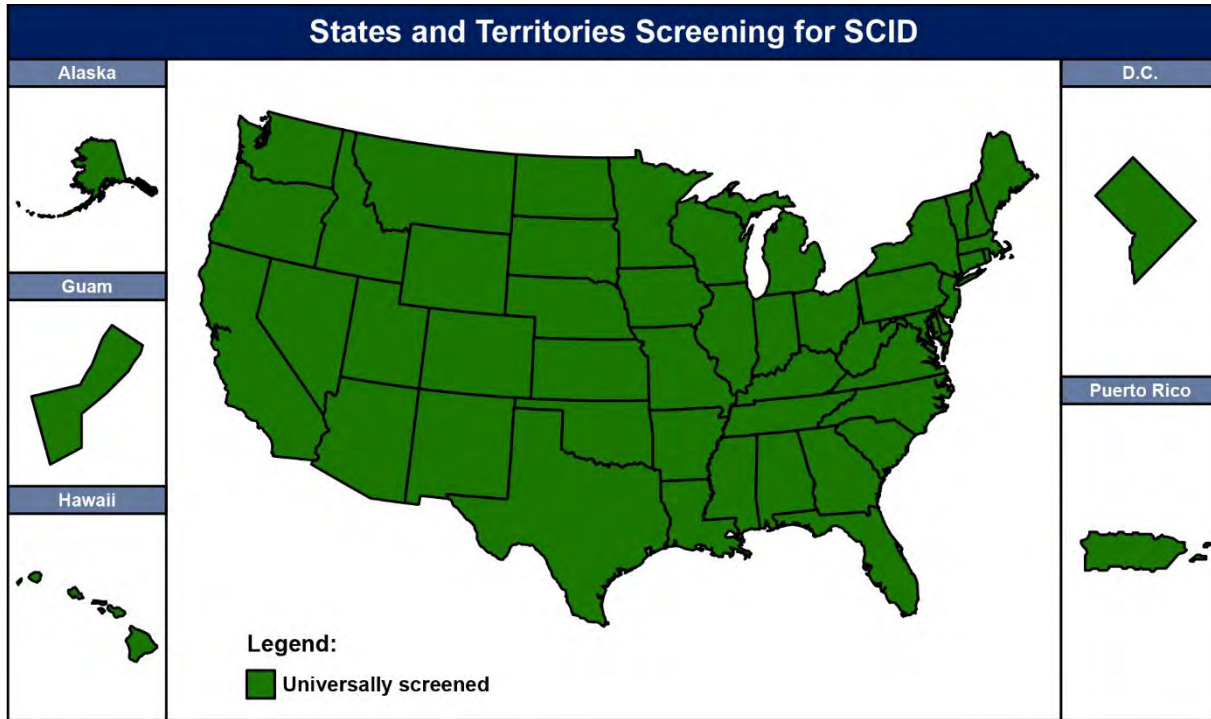 States and Territories Screening for SCID
Alaska
D.C.
Guam
Puerto Rico
Hawaii
Legend:
Universally screened